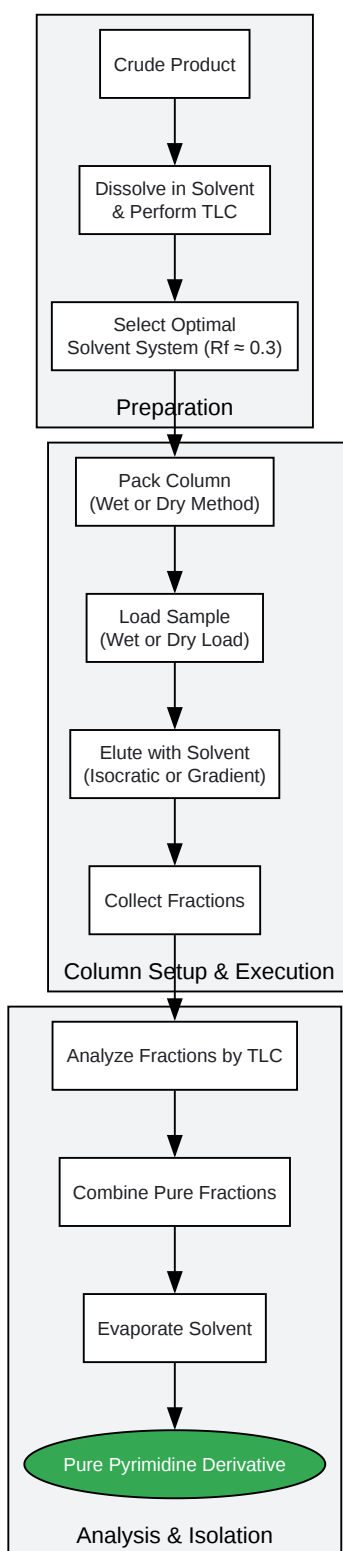 Crude Product
Dissolve in Solvent
& Perform TLC
Select Optimal
Solvent System (Rf ≈ 0.3)
Preparation
Pack Column
(Wet or Dry Method)
Load Sample
(Wet or Dry Load)
Elute with Solvent
(Isocratic or Gradient)
Collect Fractions
Column Setup & Execution
Analyze Fractions by TLC
Combine Pure Fractions
Evaporate Solvent
Pure Pyrimidine Derivative
Analysis & Isolation